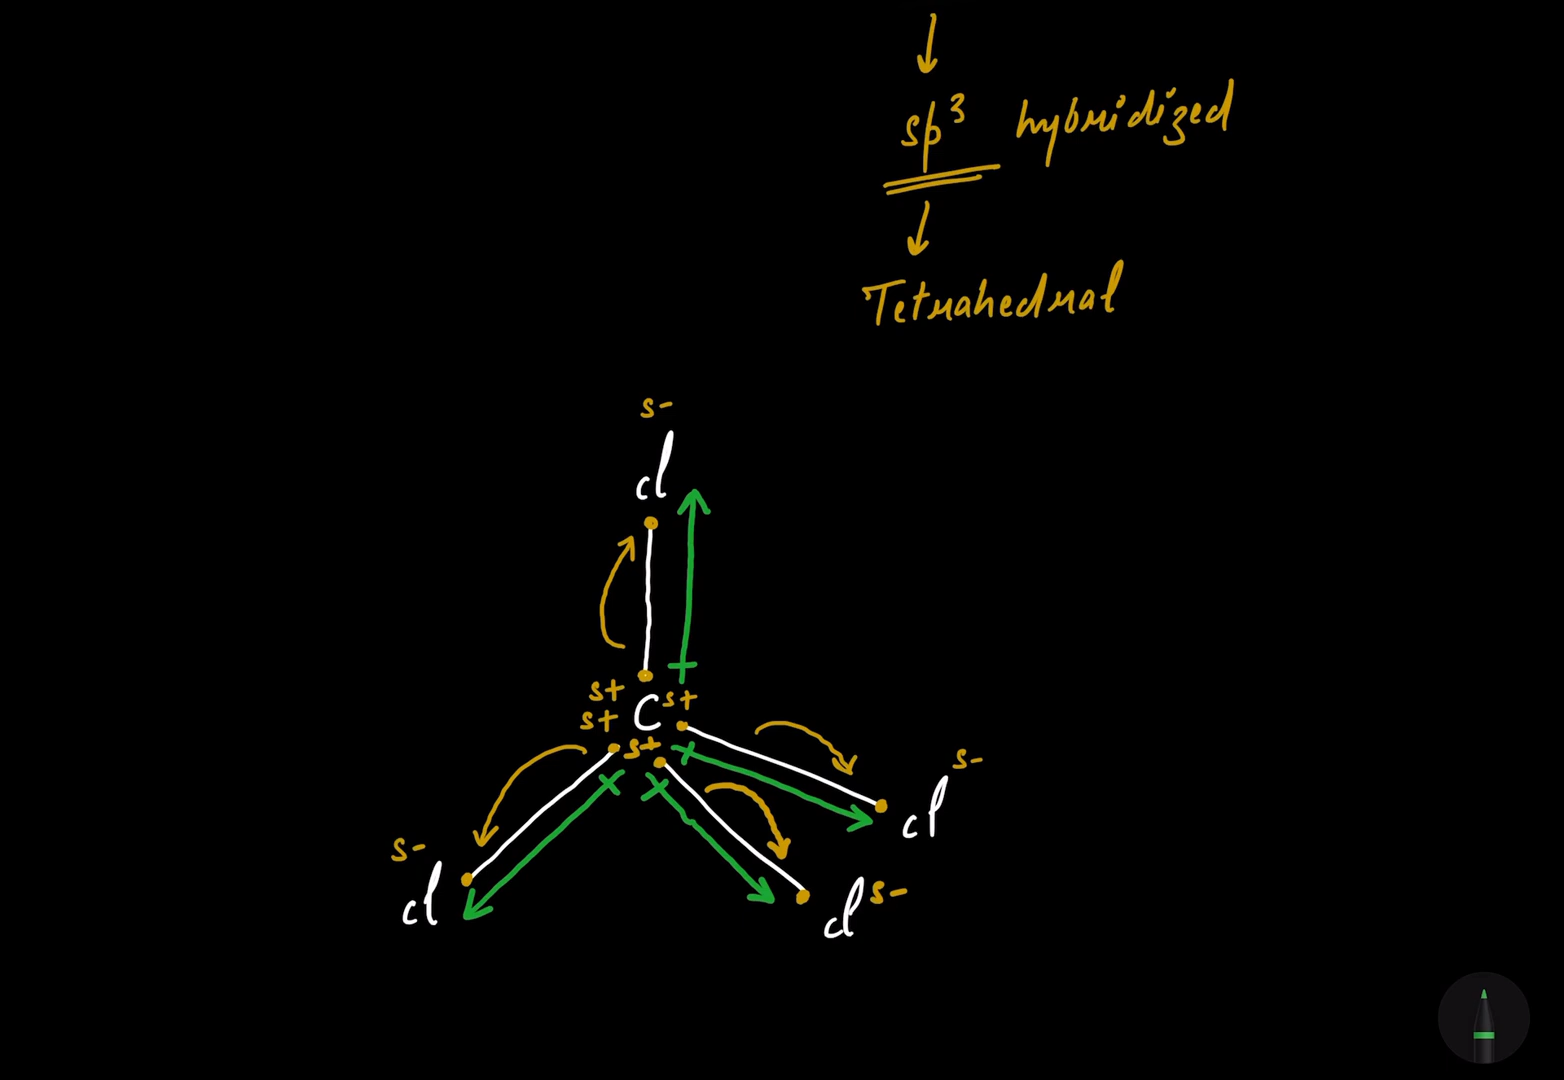 ↓
sp³ hybridized
↓
Tetrahedral
s-
cl
s+
s+ C s+
s+
s-
cl
s-
cl
cl s-